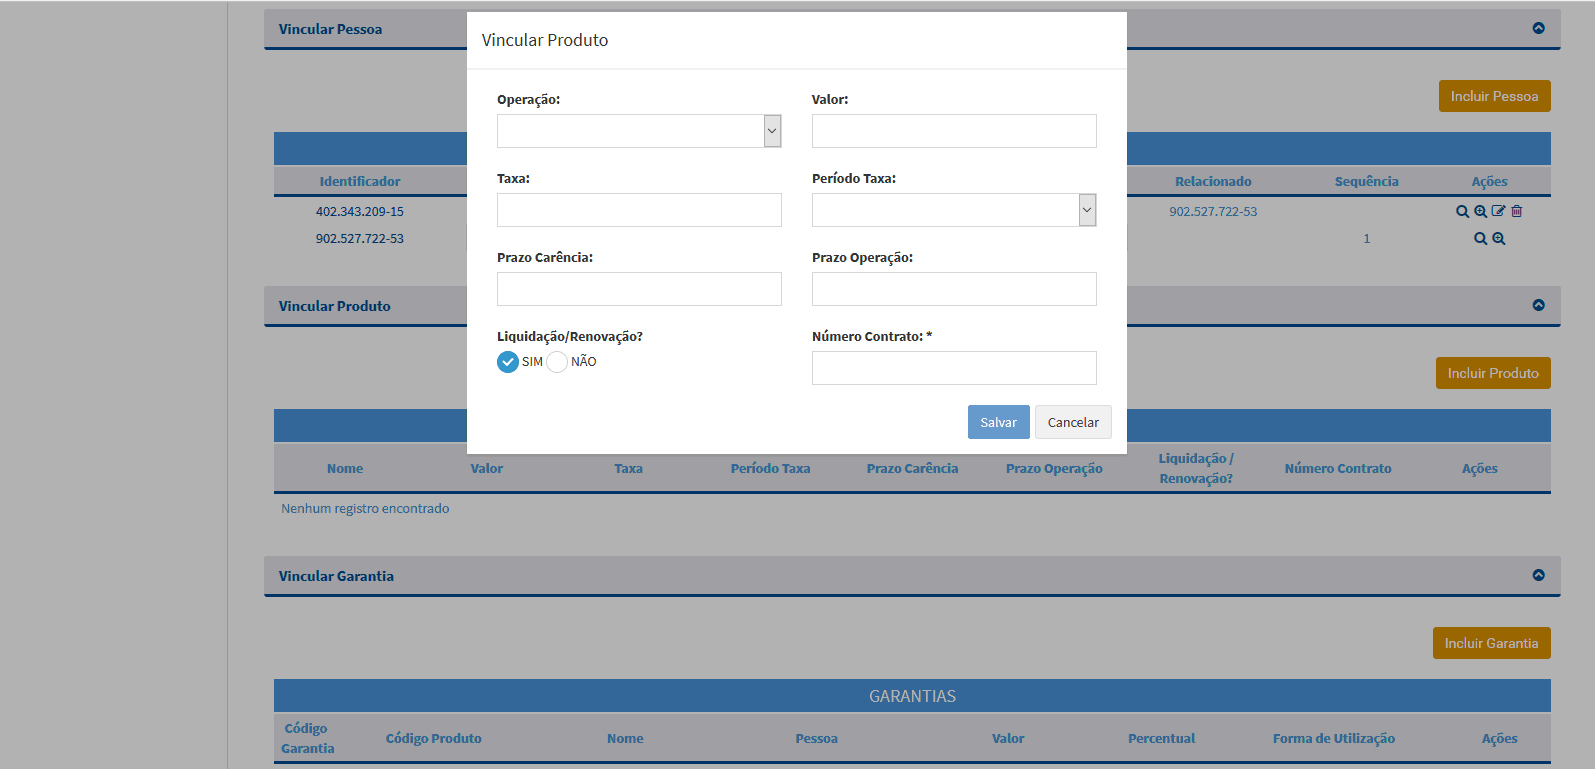 Vincular Pessoa
Incluir Pessoa
Identificador Relacionado Sequência Ações
402.343.209-15 902.527.722-53
902.527.722-53 1
Vincular Produto
Operação: Valor:
Taxa: Período Taxa:
Prazo Carência: Prazo Operação:
Liquidação/Renovação? Número Contrato: *
SIM NÃO
Salvar Cancelar
Vincular Produto
Incluir Produto
Nome Valor Taxa Período Taxa Prazo Carência Prazo Operação Liquidação / Renovação? Número Contrato Ações
Nenhum registro encontrado
Vincular Garantia
Incluir Garantia
GARANTIAS
Código Garantia Código Produto Nome Pessoa Valor Percentual Forma de Utilização Ações